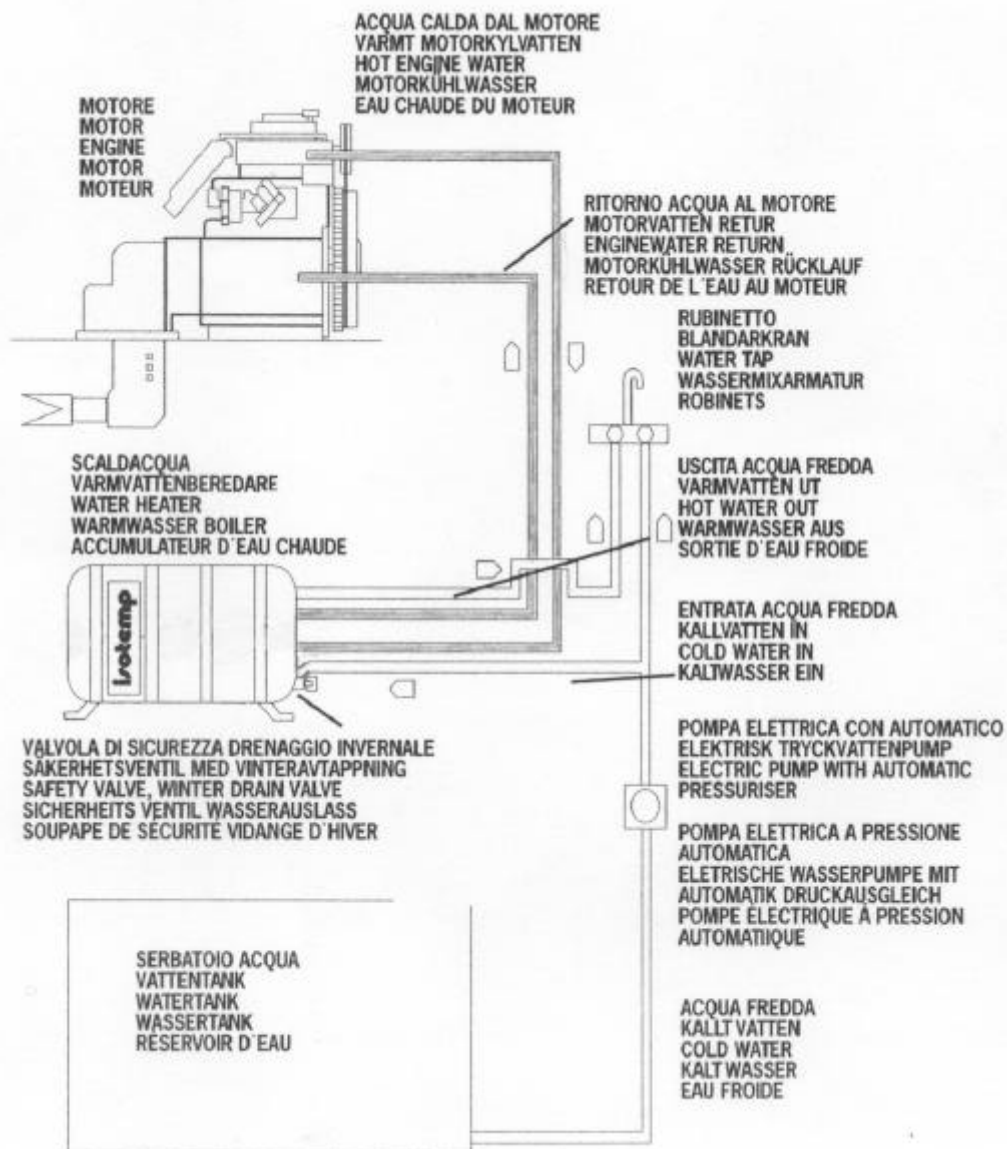 ACQUA CALDA DAL MOTORE
VARMT MOTORKYLVATTEN
HOT ENGINE WATER
MOTORKÜHLWASSER
EAU CHAUDE DU MOTEUR
MOTORE
MOTOR
ENGINE
MOTOR
MOTEUR
RITORNO ACQUA AL MOTORE
MOTORVATTEN RETUR
ENGINEWATER RETURN
MOTORKÜHLWASSER RÜCKLAUF
RETOUR DE L'EAU AU MOTEUR
RUBINETTO
BLANDARKRAN
WATER TAP
WASSERMIXARMATUR
ROBINETS
SCALDACQUA
VARMVATTENBEREDARE
WATER HEATER
WARMWASSER BOILER
ACCUMULATEUR D'EAU CHAUDE
USCITA ACQUA FREDDA
VARMVATTEN UT
HOT WATER OUT
WARMWASSER AUS
SORTIE D'EAU FROIDE
isotemp
ENTRATA ACQUA FREDDA
KALLVATTEN IN
COLD WATER IN
KALTWASSER EIN
VALVOLA DI SICUREZZA DRENAGGIO INVERNALE
SÄKERHETSVENTIL MED VINTERAVTAPPNING
SAFETY VALVE, WINTER DRAIN VALVE
SICHERHEITS VENTIL WASSERAUSLASS
SOUPAPE DE SÉCURITÉ VIDANGE D'HIVER
POMPA ELETTRICA CON AUTOMATICO
ELEKTRISK TRYCKVATTENPUMP
ELECTRIC PUMP WITH AUTOMATIC
PRESSURISER
POMPA ELETTRICA A PRESSIONE
AUTOMATICA
ELETRISCHE WASSERPUMPE MIT
AUTOMATIK DRUCKAUSGLEICH
POMPE ÉLECTRIQUE À PRESSION
AUTOMATIIQUE
SERBATOIO ACQUA
VATTENTANK
WATERTANK
WASSERTANK
RÉSERVOIR D'EAU
ACQUA FREDDA
KALLT VATTEN
COLD WATER
KALT WASSER
EAU FROIDE